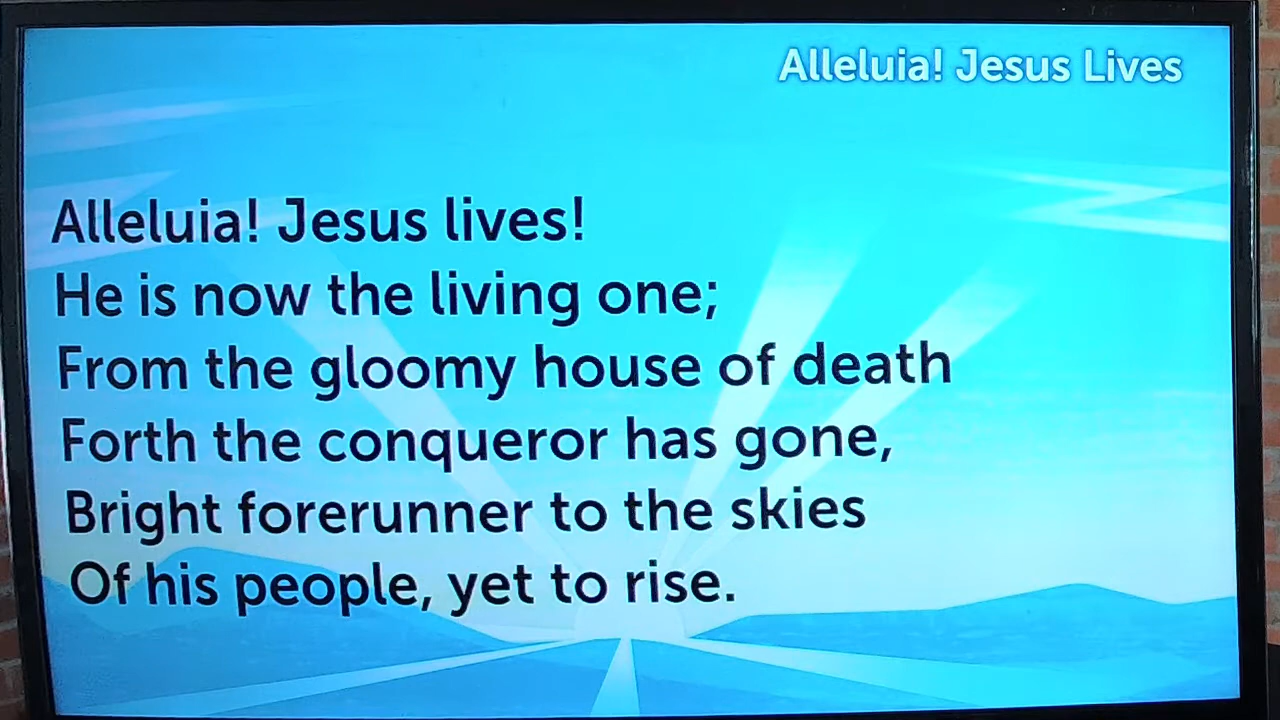 Alleluia! Jesus Lives
Alleluia! Jesus lives!
He is now the living one;
From the gloomy house of death
Forth the conqueror has gone,
Bright forerunner to the skies
Of his people, yet to rise.